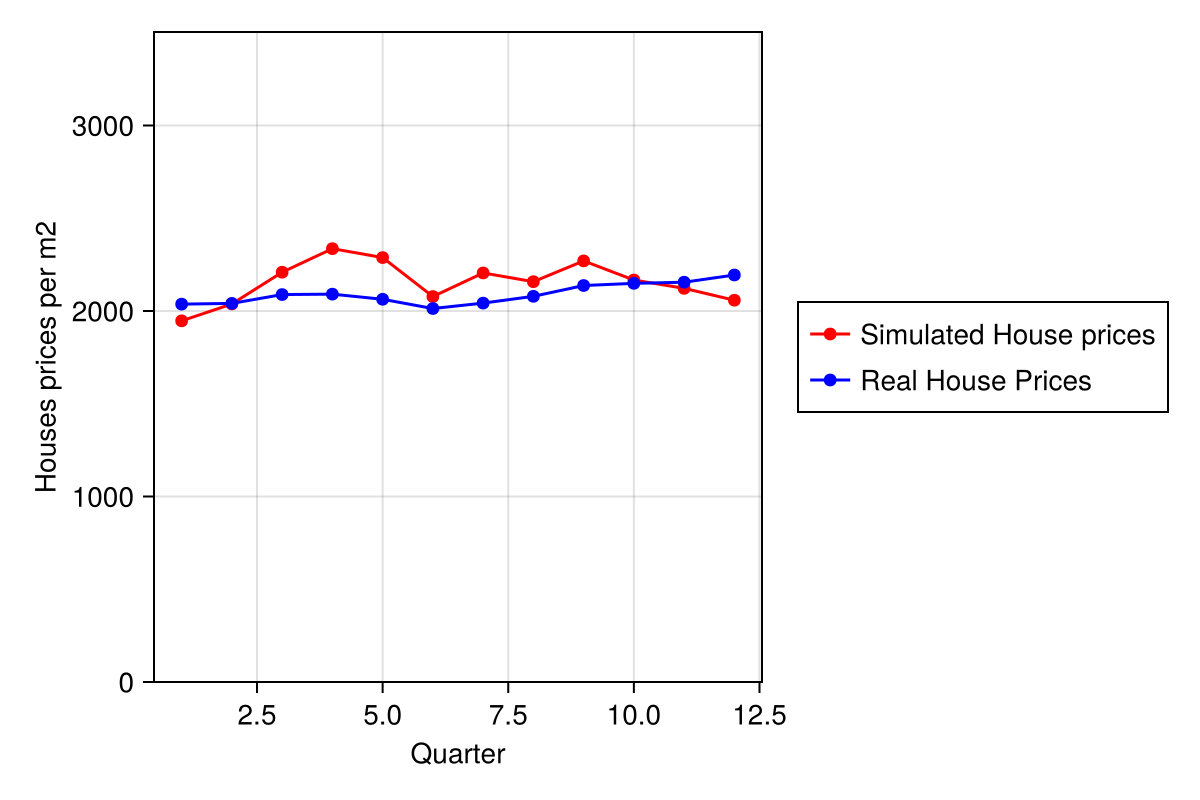 3000
2000
1000
0
Houses prices per m2
2.5 5.0 7.5 10.0 12.5
Quarter
Simulated House prices
Real House Prices